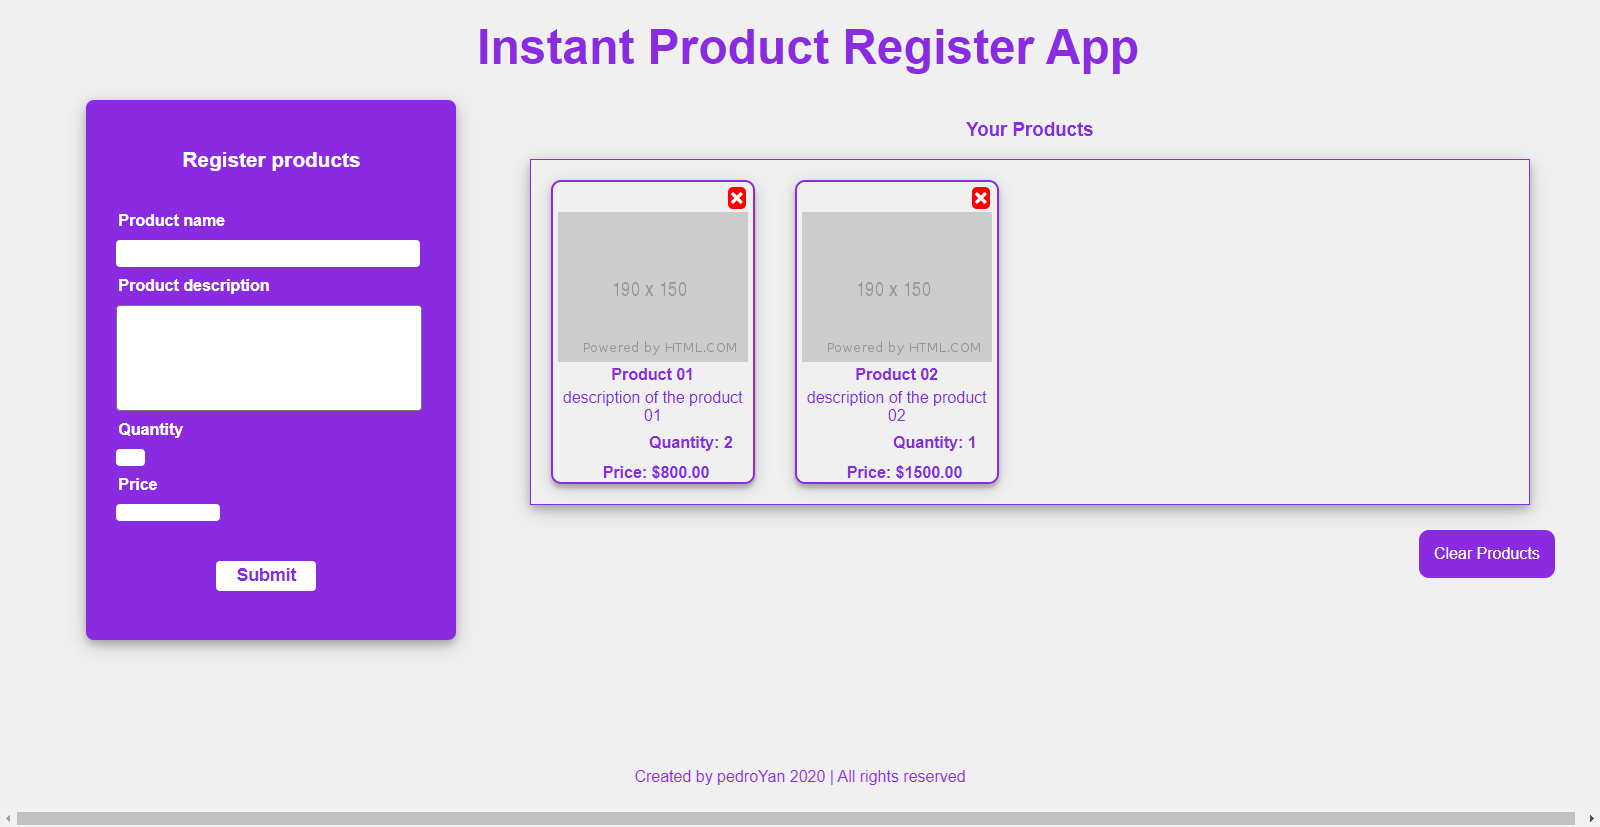 Instant Product Register App
Register products
Product name
Product description
Quantity
Price
Submit
Your Products
190 x 150
Powered by HTML.COM
Product 01
description of the product
01
Quantity: 2
Price: $800.00
190 x 150
Powered by HTML.COM
Product 02
description of the product
02
Quantity: 1
Price: $1500.00
Clear Products
Created by pedroYan 2020 | All rights reserved